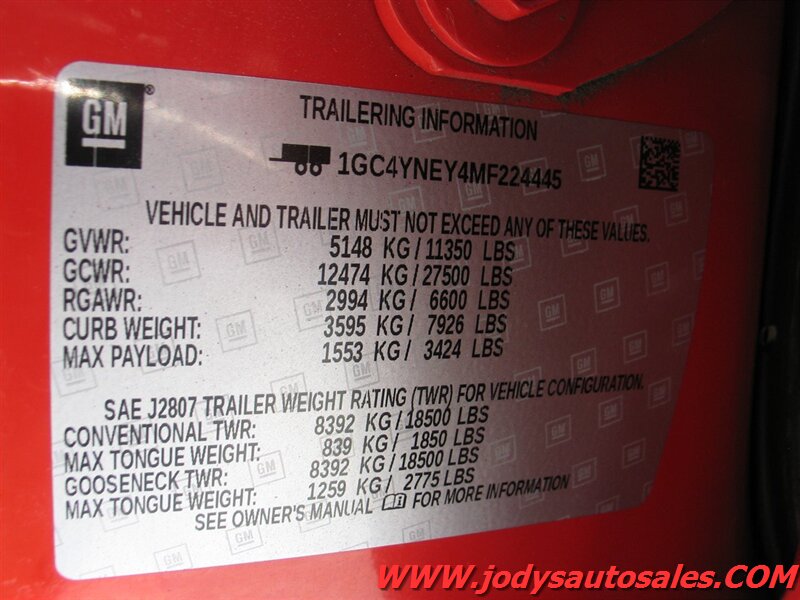 GM®
TRAILERING INFORMATION
1GC4YNEY4MF224445
VEHICLE AND TRAILER MUST NOT EXCEED ANY OF THESE VALUES.
GVWR: 5148 KG / 11350 LBS
GCWR: 12474 KG / 27500 LBS
RGAWR: 2994 KG / 6600 LBS
CURB WEIGHT: 3595 KG / 7926 LBS
MAX PAYLOAD: 1553 KG / 3424 LBS
SAE J2807 TRAILER WEIGHT RATING (TWR) FOR VEHICLE CONFIGURATION.
CONVENTIONAL TWR: 8392 KG / 18500 LBS
MAX TONGUE WEIGHT: 839 KG / 1850 LBS
GOOSENECK TWR: 8392 KG / 18500 LBS
MAX TONGUE WEIGHT: 1259 KG / 2775 LBS
SEE OWNER'S MANUAL FOR MORE INFORMATION
WWW.jodysautosales.COM